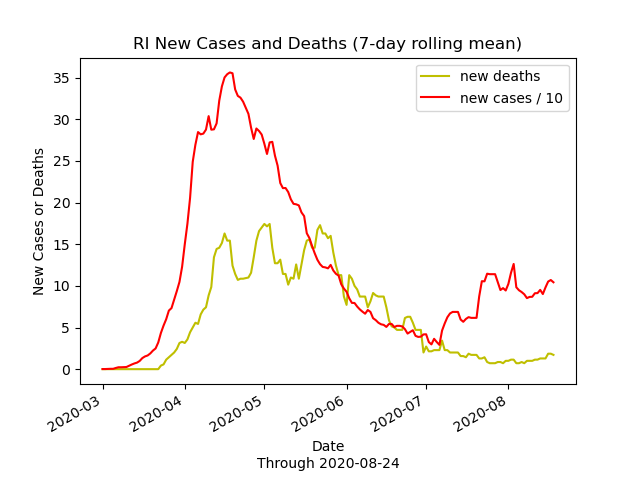 RI New Cases and Deaths (7-day rolling mean)
new deaths
new cases / 10
35
30
25
20
15
10
5
0
New Cases or Deaths
2020-03
2020-04
2020-05
2020-06
2020-07
2020-08
Date
Through 2020-08-24